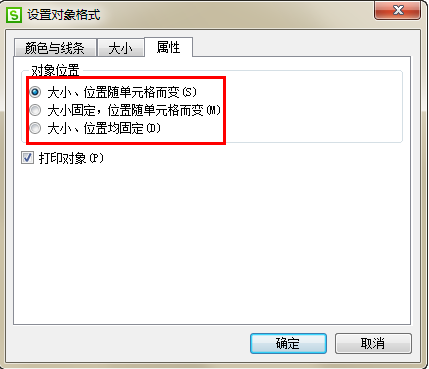 设置对象格式
颜色与线条 大小 属性
对象位置
大小、位置随单元格而变(S)
大小固定，位置随单元格而变(M)
大小、位置均固定(D)
打印对象(P)
确定 取消